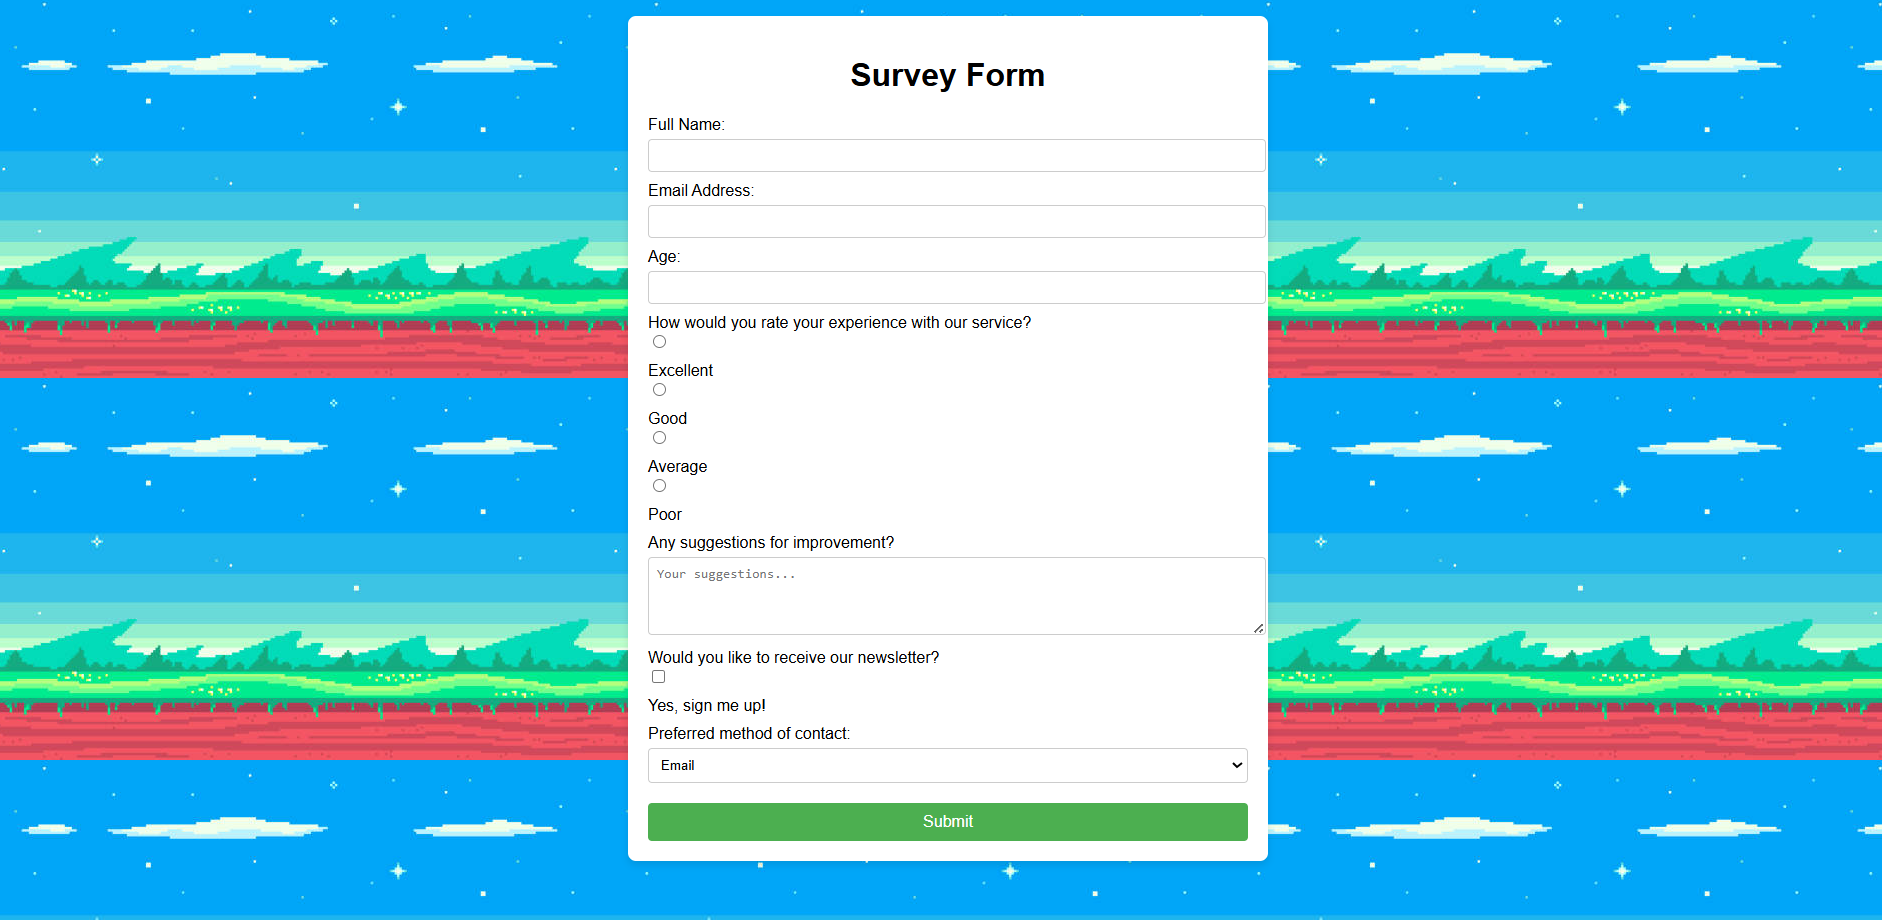 Survey Form
Full Name:
Email Address:
Age:
How would you rate your experience with our service?
Excellent
Good
Average
Poor
Any suggestions for improvement?
Your suggestions...
Would you like to receive our newsletter?
Yes, sign me up!
Preferred method of contact:
Email
Submit